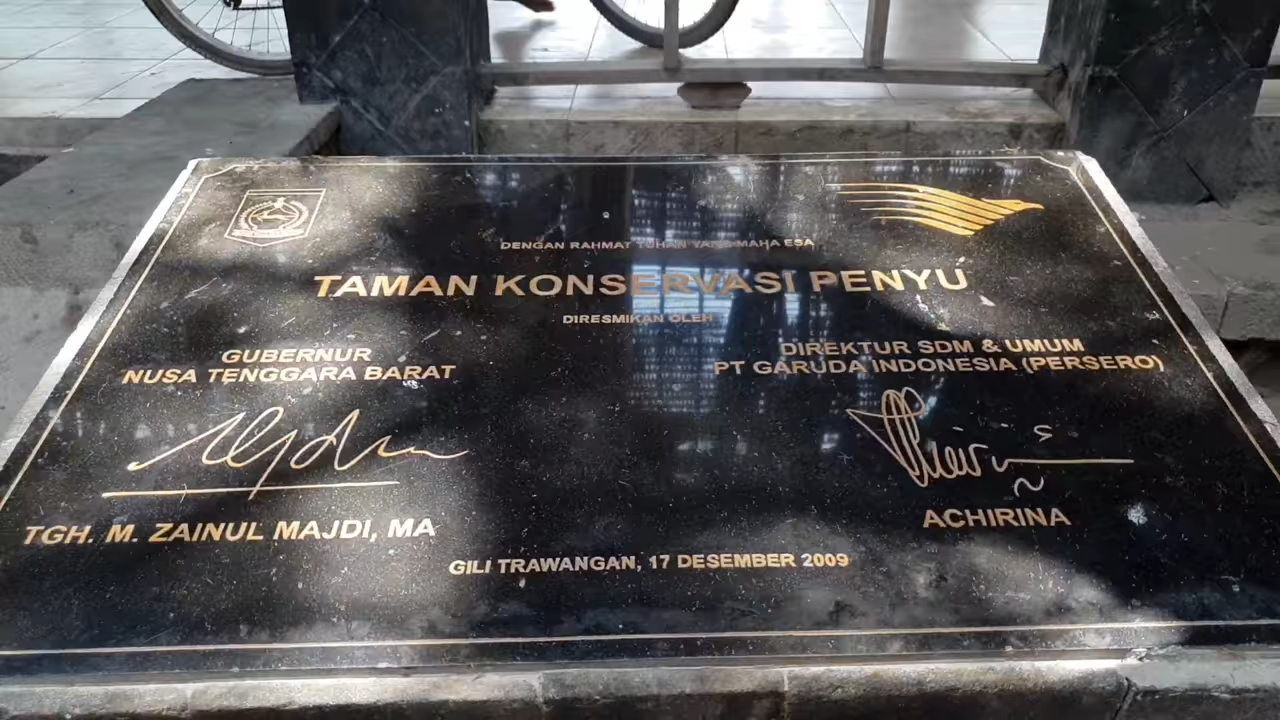 DENGAN RAHMAT TUHAN YANG MAHA ESA
TAMAN KONSERVASI PENYU
DIRESMIKAN OLEH
GUBERNUR
NUSA TENGGARA BARAT
TGH. M. ZAINUL MAJDI, MA
DIREKTUR SDM & UMUM
PT GARUDA INDONESIA (PERSERO)
ACHIRINA
GILI TRAWANGAN, 17 DESEMBER 2009